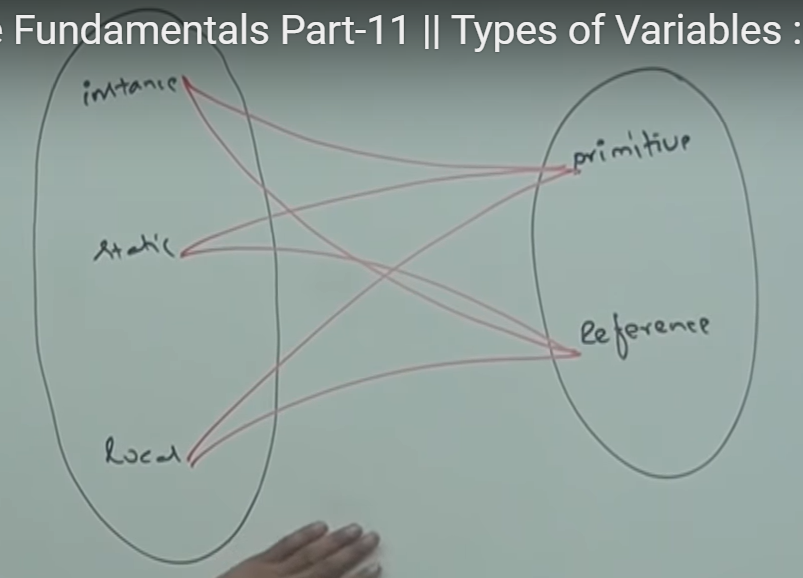 Fundamentals Part-11 || Types of Variables :
instance
primitive
static
Reference
local